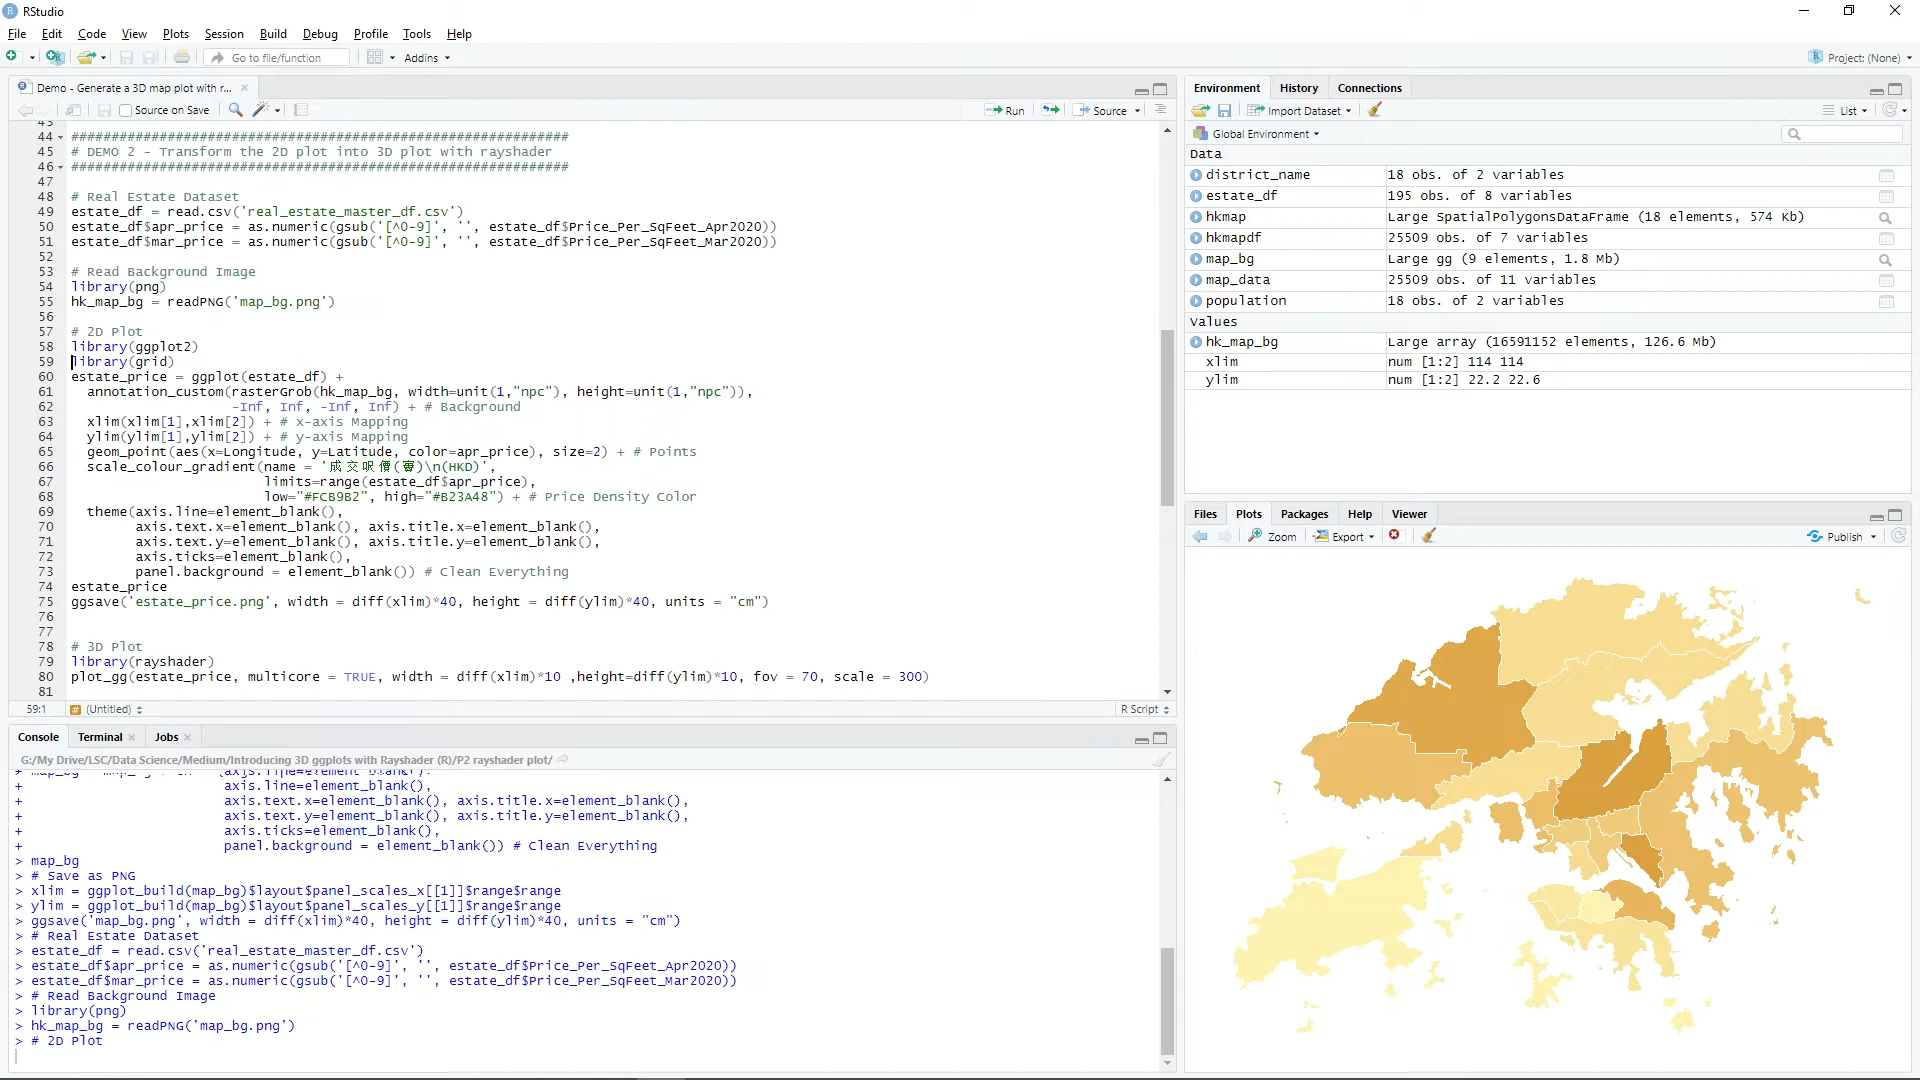 RStudio
File Edit Code View Plots Session Build Debug Profile Tools Help
Go to file/function Addins Project: (None)
Demo - Generate a 3D map plot with r...
Source on Save Run Source
43
44 ##############################################################
45 # DEMO 2 - Transform the 2D plot into 3D plot with rayshader
46 ##############################################################
47
48 # Real Estate Dataset
49 estate_df = read.csv('real_estate_master_df.csv')
50 estate_df$apr_price = as.numeric(gsub('[^0-9]', '', estate_df$Price_Per_SqFeet_Apr2020))
51 estate_df$mar_price = as.numeric(gsub('[^0-9]', '', estate_df$Price_Per_SqFeet_Mar2020))
52
53 # Read Background Image
54 library(png)
55 hk_map_bg = readPNG('map_bg.png')
56
57 # 2D Plot
58 library(ggplot2)
59 library(grid)
60 estate_price = ggplot(estate_df) +
61 annotation_custom(rasterGrob(hk_map_bg, width=unit(1,"npc"), height=unit(1,"npc")),
62 -Inf, Inf, -Inf, Inf) + # Background
63 xlim(xlim[1],xlim[2]) + # x-axis Mapping
64 ylim(ylim[1],ylim[2]) + # y-axis Mapping
65 geom_point(aes(x=Longitude, y=Latitude, color=apr_price), size=2) + # Points
66 scale_colour_gradient(name = '成交呎價(實)\n(HKD)',
67 limits=range(estate_df$apr_price),
68 low="#FCB9B2", high="#B23A48") + # Price Density Color
69 theme(axis.line=element_blank(),
70 axis.text.x=element_blank(), axis.title.x=element_blank(),
71 axis.text.y=element_blank(), axis.title.y=element_blank(),
72 axis.ticks=element_blank(),
73 panel.background = element_blank()) # Clean Everything
74 estate_price
75 ggsave('estate_price.png', width = diff(xlim)*40, height = diff(ylim)*40, units = "cm")
76
77
78 # 3D Plot
79 library(rayshader)
80 plot_gg(estate_price, multicore = TRUE, width = diff(xlim)*10 ,height=diff(ylim)*10, fov = 70, scale = 300)
81
59:1 # (Untitled) R Script
Console Terminal Jobs
G:/My Drive/LSC/Data Science/Medium/Introducing 3D ggplots with Rayshader (R)/P2 rayshader plot/
+ axis.line=element_blank(),
+ axis.text.x=element_blank(), axis.title.x=element_blank(),
+ axis.text.y=element_blank(), axis.title.y=element_blank(),
+ axis.ticks=element_blank(),
+ panel.background = element_blank()) # Clean Everything
> map_bg
> # Save as PNG
> xlim = ggplot_build(map_bg)$layout$panel_scales_x[[1]]$range$range
> ylim = ggplot_build(map_bg)$layout$panel_scales_y[[1]]$range$range
> ggsave('map_bg.png', width = diff(xlim)*40, height = diff(ylim)*40, units = "cm")
> # Real Estate Dataset
> estate_df = read.csv('real_estate_master_df.csv')
> estate_df$apr_price = as.numeric(gsub('[^0-9]', '', estate_df$Price_Per_SqFeet_Apr2020))
> estate_df$mar_price = as.numeric(gsub('[^0-9]', '', estate_df$Price_Per_SqFeet_Mar2020))
> # Read Background Image
> library(png)
> hk_map_bg = readPNG('map_bg.png')
> # 2D Plot
Environment History Connections
Import Dataset List
Global Environment
Data
district_name 18 obs. of 2 variables
estate_df 195 obs. of 8 variables
hkmap Large SpatialPolygonsDataFrame (18 elements, 574 Kb)
hkmapdf 25509 obs. of 7 variables
map_bg Large gg (9 elements, 1.8 Mb)
map_data 25509 obs. of 11 variables
population 18 obs. of 2 variables
Values
hk_map_bg Large array (16591152 elements, 126.6 Mb)
xlim num [1:2] 114 114
ylim num [1:2] 22.2 22.6
Files Plots Packages Help Viewer
Zoom Export Publish